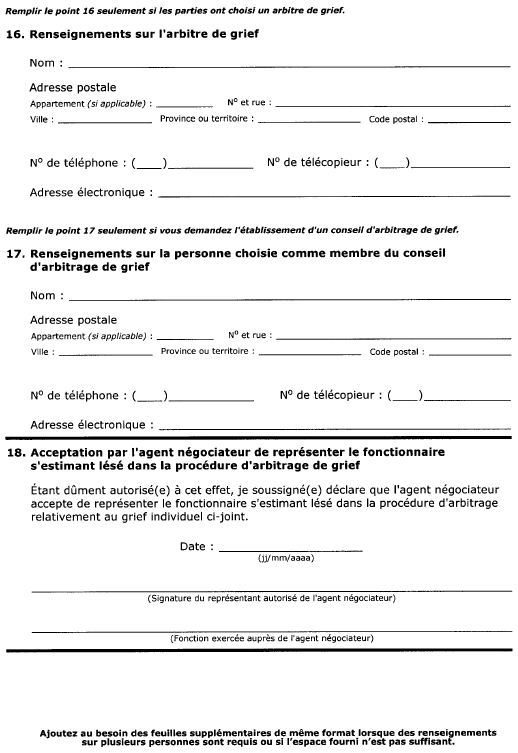 Remplir le point 16 seulement si les parties ont choisi un arbitre de grief.
16. Renseignements sur l'arbitre de grief
Nom :
Adresse postale
Appartement (si applicable) : Nº et rue :
Ville : Province ou territoire : Code postal :
Nº de téléphone : ( ) Nº de télécopieur : ( )
Adresse électronique :
Remplir le point 17 seulement si vous demandez l'établissement d'un conseil d'arbitrage de grief.
17. Renseignements sur la personne choisie comme membre du conseil
d'arbitrage de grief
Nom :
Adresse postale
Appartement (si applicable) : Nº et rue :
Ville : Province ou territoire : Code postal :
Nº de téléphone : ( ) Nº de télécopieur : ( )
Adresse électronique :
18. Acceptation par l'agent négociateur de représenter le fonctionnaire
s'estimant lésé dans la procédure d'arbitrage de grief
Étant dûment autorisé(e) à cet effet, je soussigné(e) déclare que l'agent négociateur
accepte de représenter le fonctionnaire s'estimant lésé dans la procédure d'arbitrage
relativement au grief individuel ci-joint.
Date :
(jj/mm/aaaa)
(Signature du représentant autorisé de l'agent négociateur)
(Fonction exercée auprès de l'agent négociateur)
Ajoutez au besoin des feuilles supplémentaires de même format lorsque des renseignements
sur plusieurs personnes sont requis ou si l'espace fourni n'est pas suffisant.